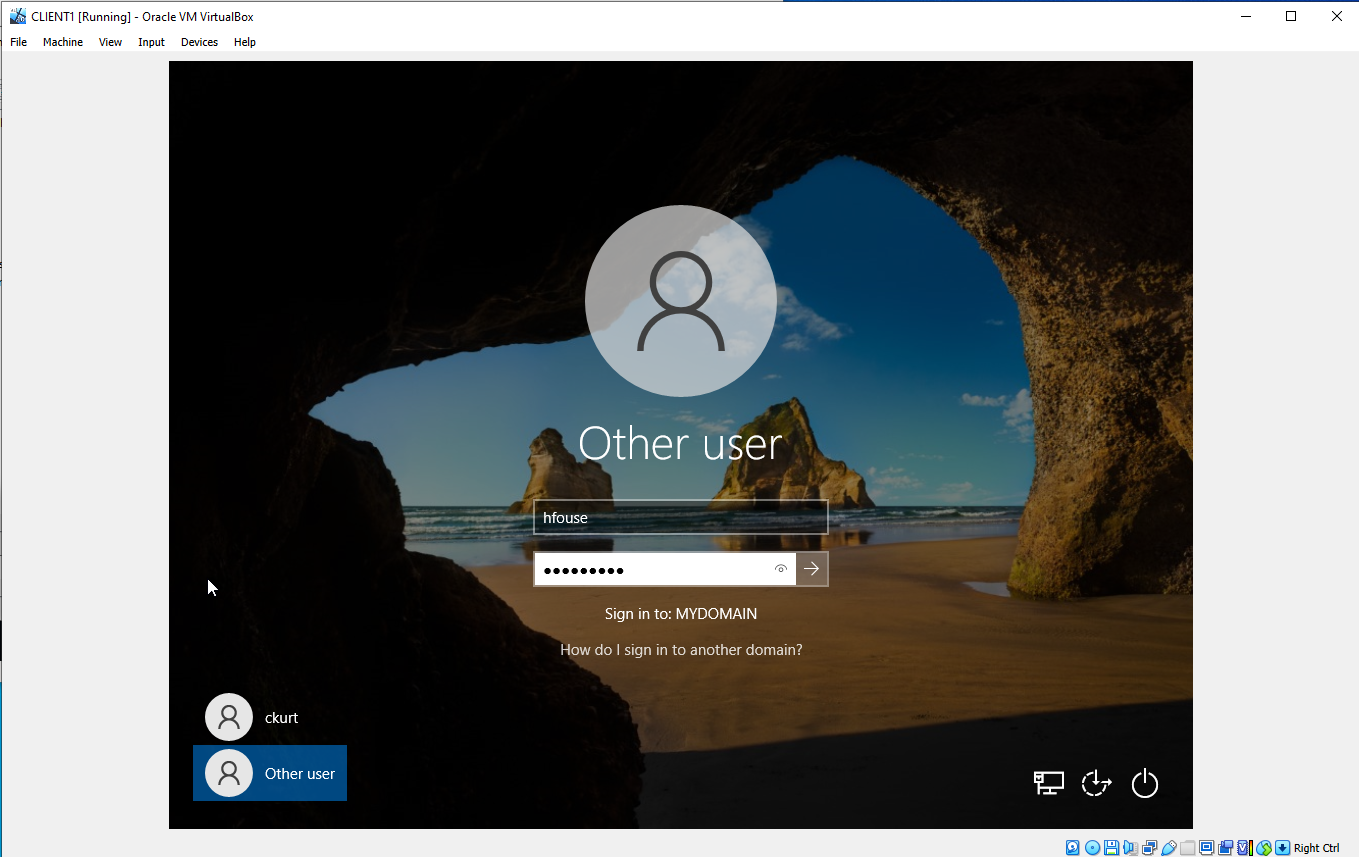 CLIENT1 [Running] - Oracle VM VirtualBox
File Machine View Input Devices Help
Other user
hfouse
●●●●●●●●●
Sign in to: MYDOMAIN
How do I sign in to another domain?
ckurt
Other user
Right Ctrl